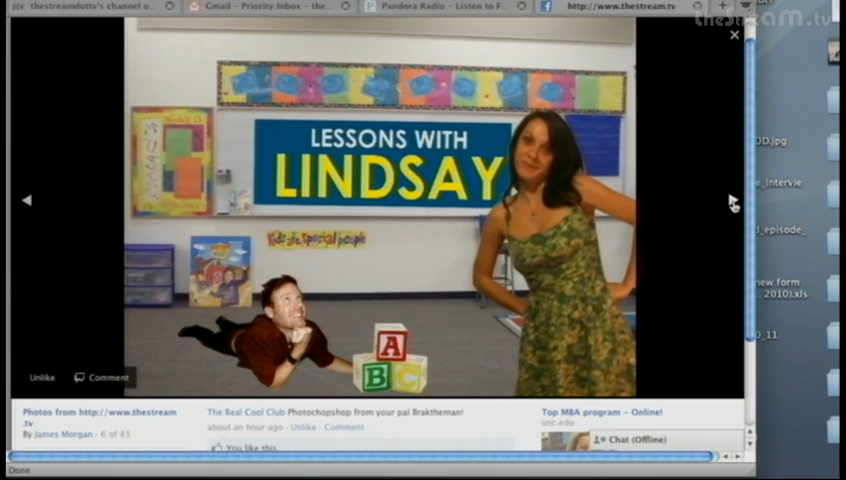 thestreamdottv's channel o...
Gmail - Priority Inbox - the...
Pandora Radio - Listen to F...
http://www.thestream.tv
theStream.tv
LESSONS WITH
LINDSAY
Kids are special people
A
B C
Unlike
Comment
Photos from http://www.thestream
.tv
By James Morgan - 6 of 83
The Real Cool Club Photochopshop from your pal Braktheman!
about an hour ago · Unlike · Comment
You like this.
Top MBA program - Online!
unc.edu
Chat (Offline)
Done
OD.jpg
e_intervie
d_episode_
new form
... 2010).xls
0_11